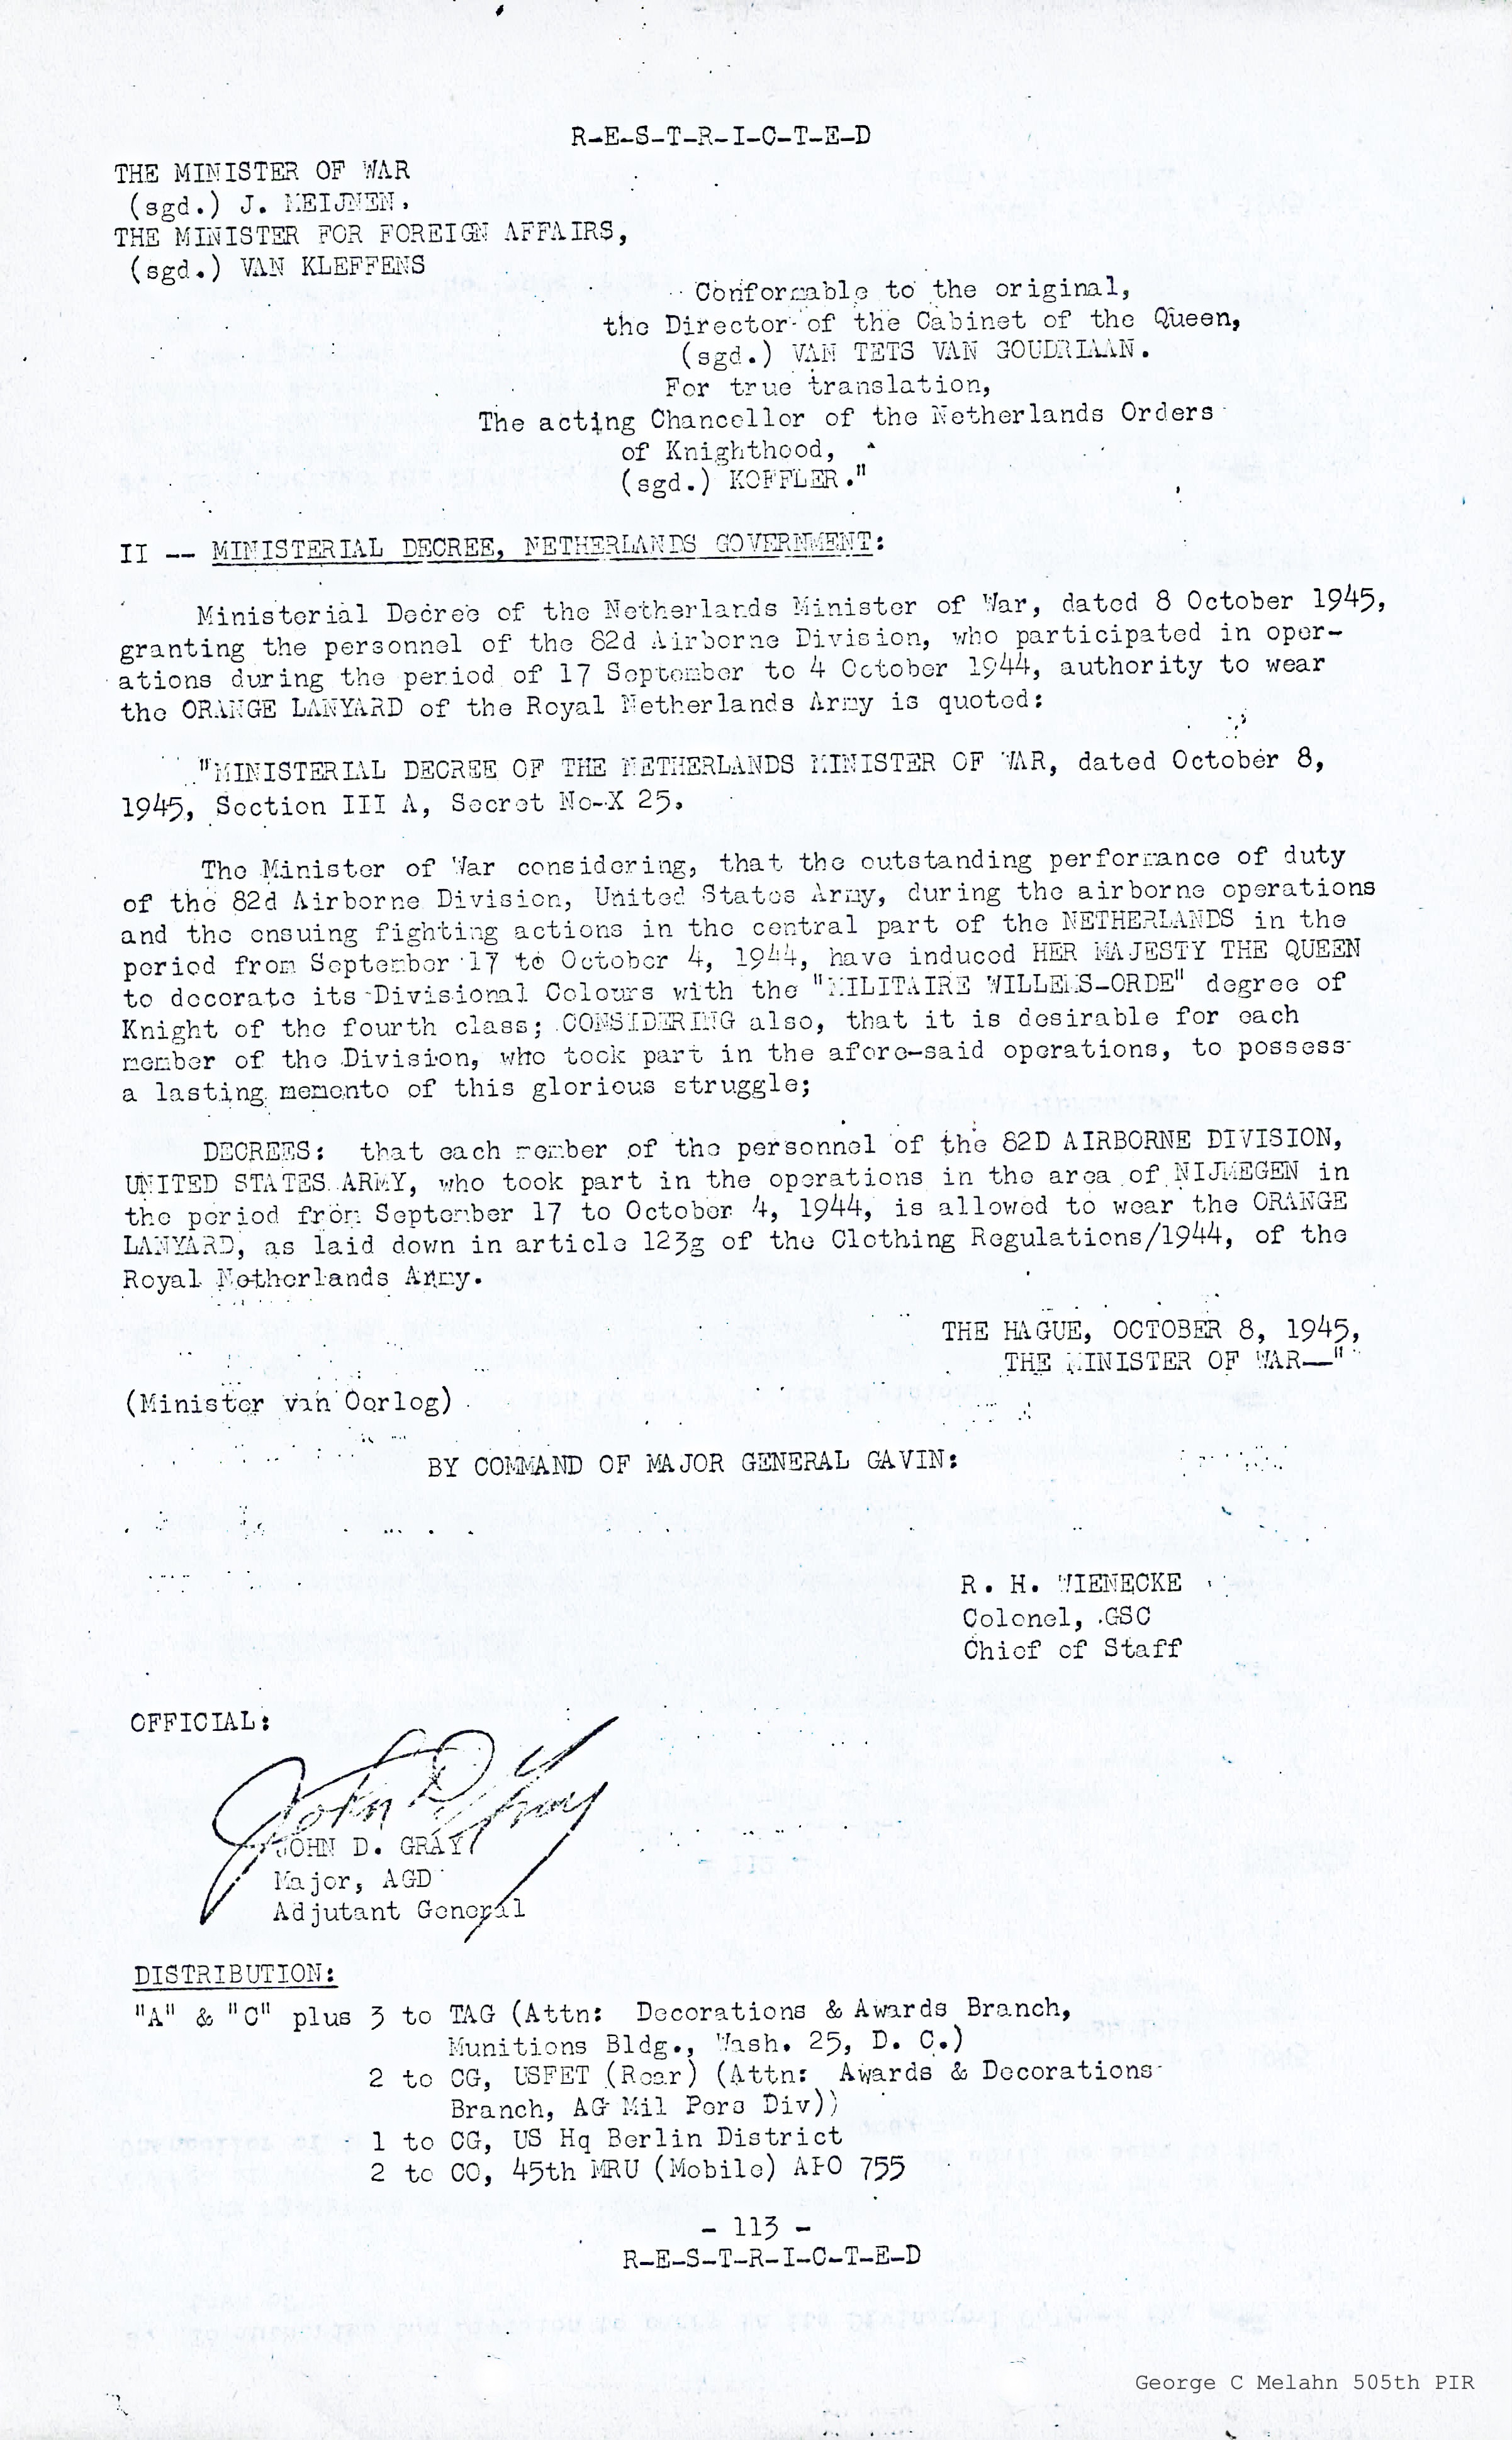 R-E-S-T-R-I-C-T-E-D
THE MINISTER OF WAR
(sgd.) J. MEIJNEN.
THE MINISTER FOR FOREIGN AFFAIRS,
(sgd.) VAN KLEFFENS
Conformable to the original,
the Director of the Cabinet of the Queen,
(sgd.) VAN TETS VAN GOUDRIAAN.
For true translation,
The acting Chancellor of the Netherlands Orders
of Knighthood,
(sgd.) KOFFLER."
II -- MINISTERIAL DECREE, NETHERLANDS GOVERNMENT:
Ministerial Decree of the Netherlands Minister of War, dated 8 October 1945,
granting the personnel of the 82d Airborne Division, who participated in oper-
ations during the period of 17 September to 4 October 1944, authority to wear
the ORANGE LANYARD of the Royal Netherlands Army is quoted:
"MINISTERIAL DECREE OF THE NETHERLANDS MINISTER OF WAR, dated October 8,
1945, Section III A, Secret No-X 25.
The Minister of War considering, that the outstanding performance of duty
of the 82d Airborne Division, United States Army, during the airborne operations
and the ensuing fighting actions in the central part of the NETHERLANDS in the
period from September 17 to October 4, 1944, have induced HER MAJESTY THE QUEEN
to decorate its Divisional Colours with the "MILITAIRE WILLEMS-ORDE" degree of
Knight of the fourth class; CONSIDERING also, that it is desirable for each
member of the Division, who took part in the afore-said operations, to possess
a lasting memento of this glorious struggle;
DECREES: that each member of the personnel of the 82D AIRBORNE DIVISION,
UNITED STATES ARMY, who took part in the operations in the area of NIJMEGEN in
the period from September 17 to October 4, 1944, is allowed to wear the ORANGE
LANYARD, as laid down in article 123g of the Clothing Regulations/1944, of the
Royal Netherlands Army.
THE HAGUE, OCTOBER 8, 1945,
THE MINISTER OF WAR—"
(Minister van Oorlog)
BY COMMAND OF MAJOR GENERAL GAVIN:
R. H. WIENECKE
Colonel, GSC
Chief of Staff
OFFICIAL:
John D Gray
JOHN D. GRAY
Major, AGD
Adjutant General
DISTRIBUTION:
"A" & "C" plus 3 to TAG (Attn: Decorations & Awards Branch,
Munitions Bldg., Wash. 25, D. C.)
2 to CG, USFET (Rear) (Attn: Awards & Decorations
Branch, AG Mil Pers Div))
1 to CG, US Hq Berlin District
2 to CO, 45th MRU (Mobile) APO 755
- 113 -
R-E-S-T-R-I-C-T-E-D
George C Melahn 505th PIR